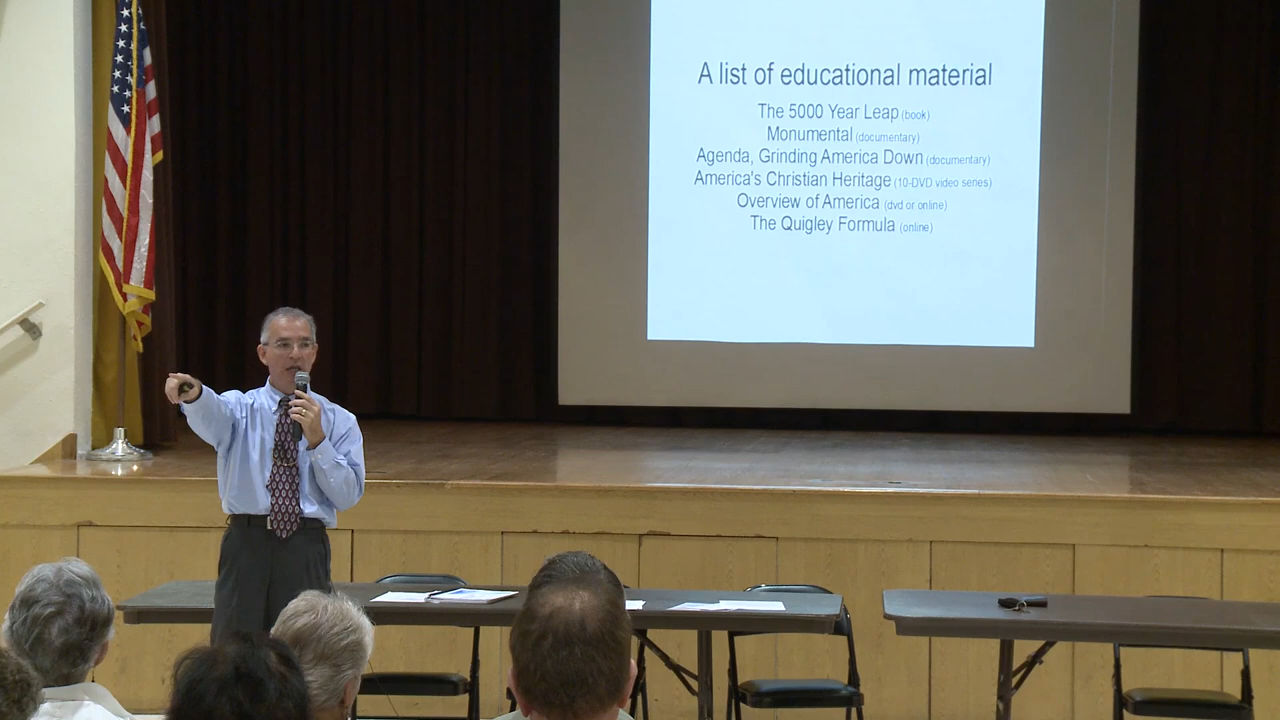 A list of educational material
The 5000 Year Leap (book)
Monumental (documentary)
Agenda, Grinding America Down (documentary)
America's Christian Heritage (10-DVD video series)
Overview of America (dvd or online)
The Quigley Formula (online)